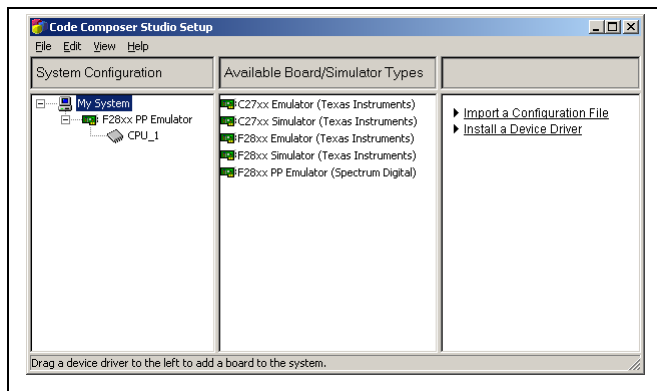 Code Composer Studio Setup
File Edit View Help
System Configuration
Available Board/Simulator Types
My System
F28xx PP Emulator
CPU_1
C27xx Emulator (Texas Instruments)
C27xx Simulator (Texas Instruments)
F28xx Emulator (Texas Instruments)
F28xx Simulator (Texas Instruments)
F28xx PP Emulator (Spectrum Digital)
Import a Configuration File
Install a Device Driver
Drag a device driver to the left to add a board to the system.